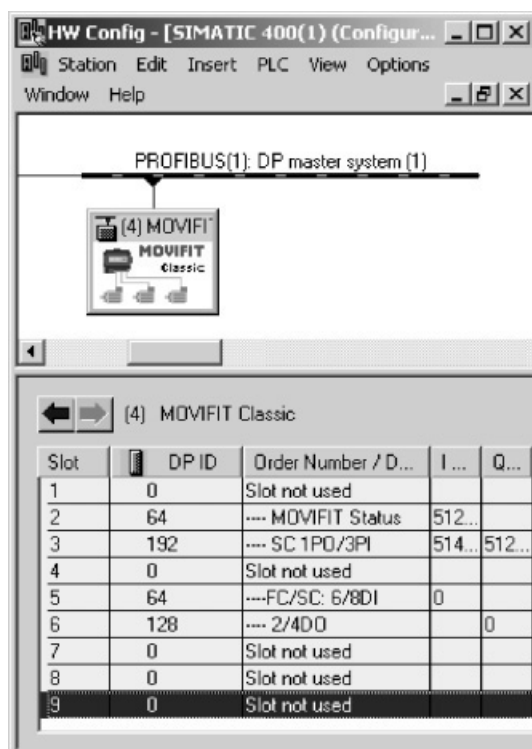 HW Config - [SIMATIC 400(1) (Configur...
Station Edit Insert PLC View Options
Window Help
PROFIBUS(1): DP master system (1)
(4) MOVIFIT
MOVIFIT
Classic
(4) MOVIFIT Classic
Slot DP ID Order Number / D... I ... Q...
1 0 Slot not used
2 64 ---- MOVIFIT Status 512...
3 192 ---- SC 1PO/3PI 514... 512...
4 0 Slot not used
5 64 ----FC/SC: 6/8DI 0
6 128 ---- 2/4DO 0
7 0 Slot not used
8 0 Slot not used
9 0 Slot not used